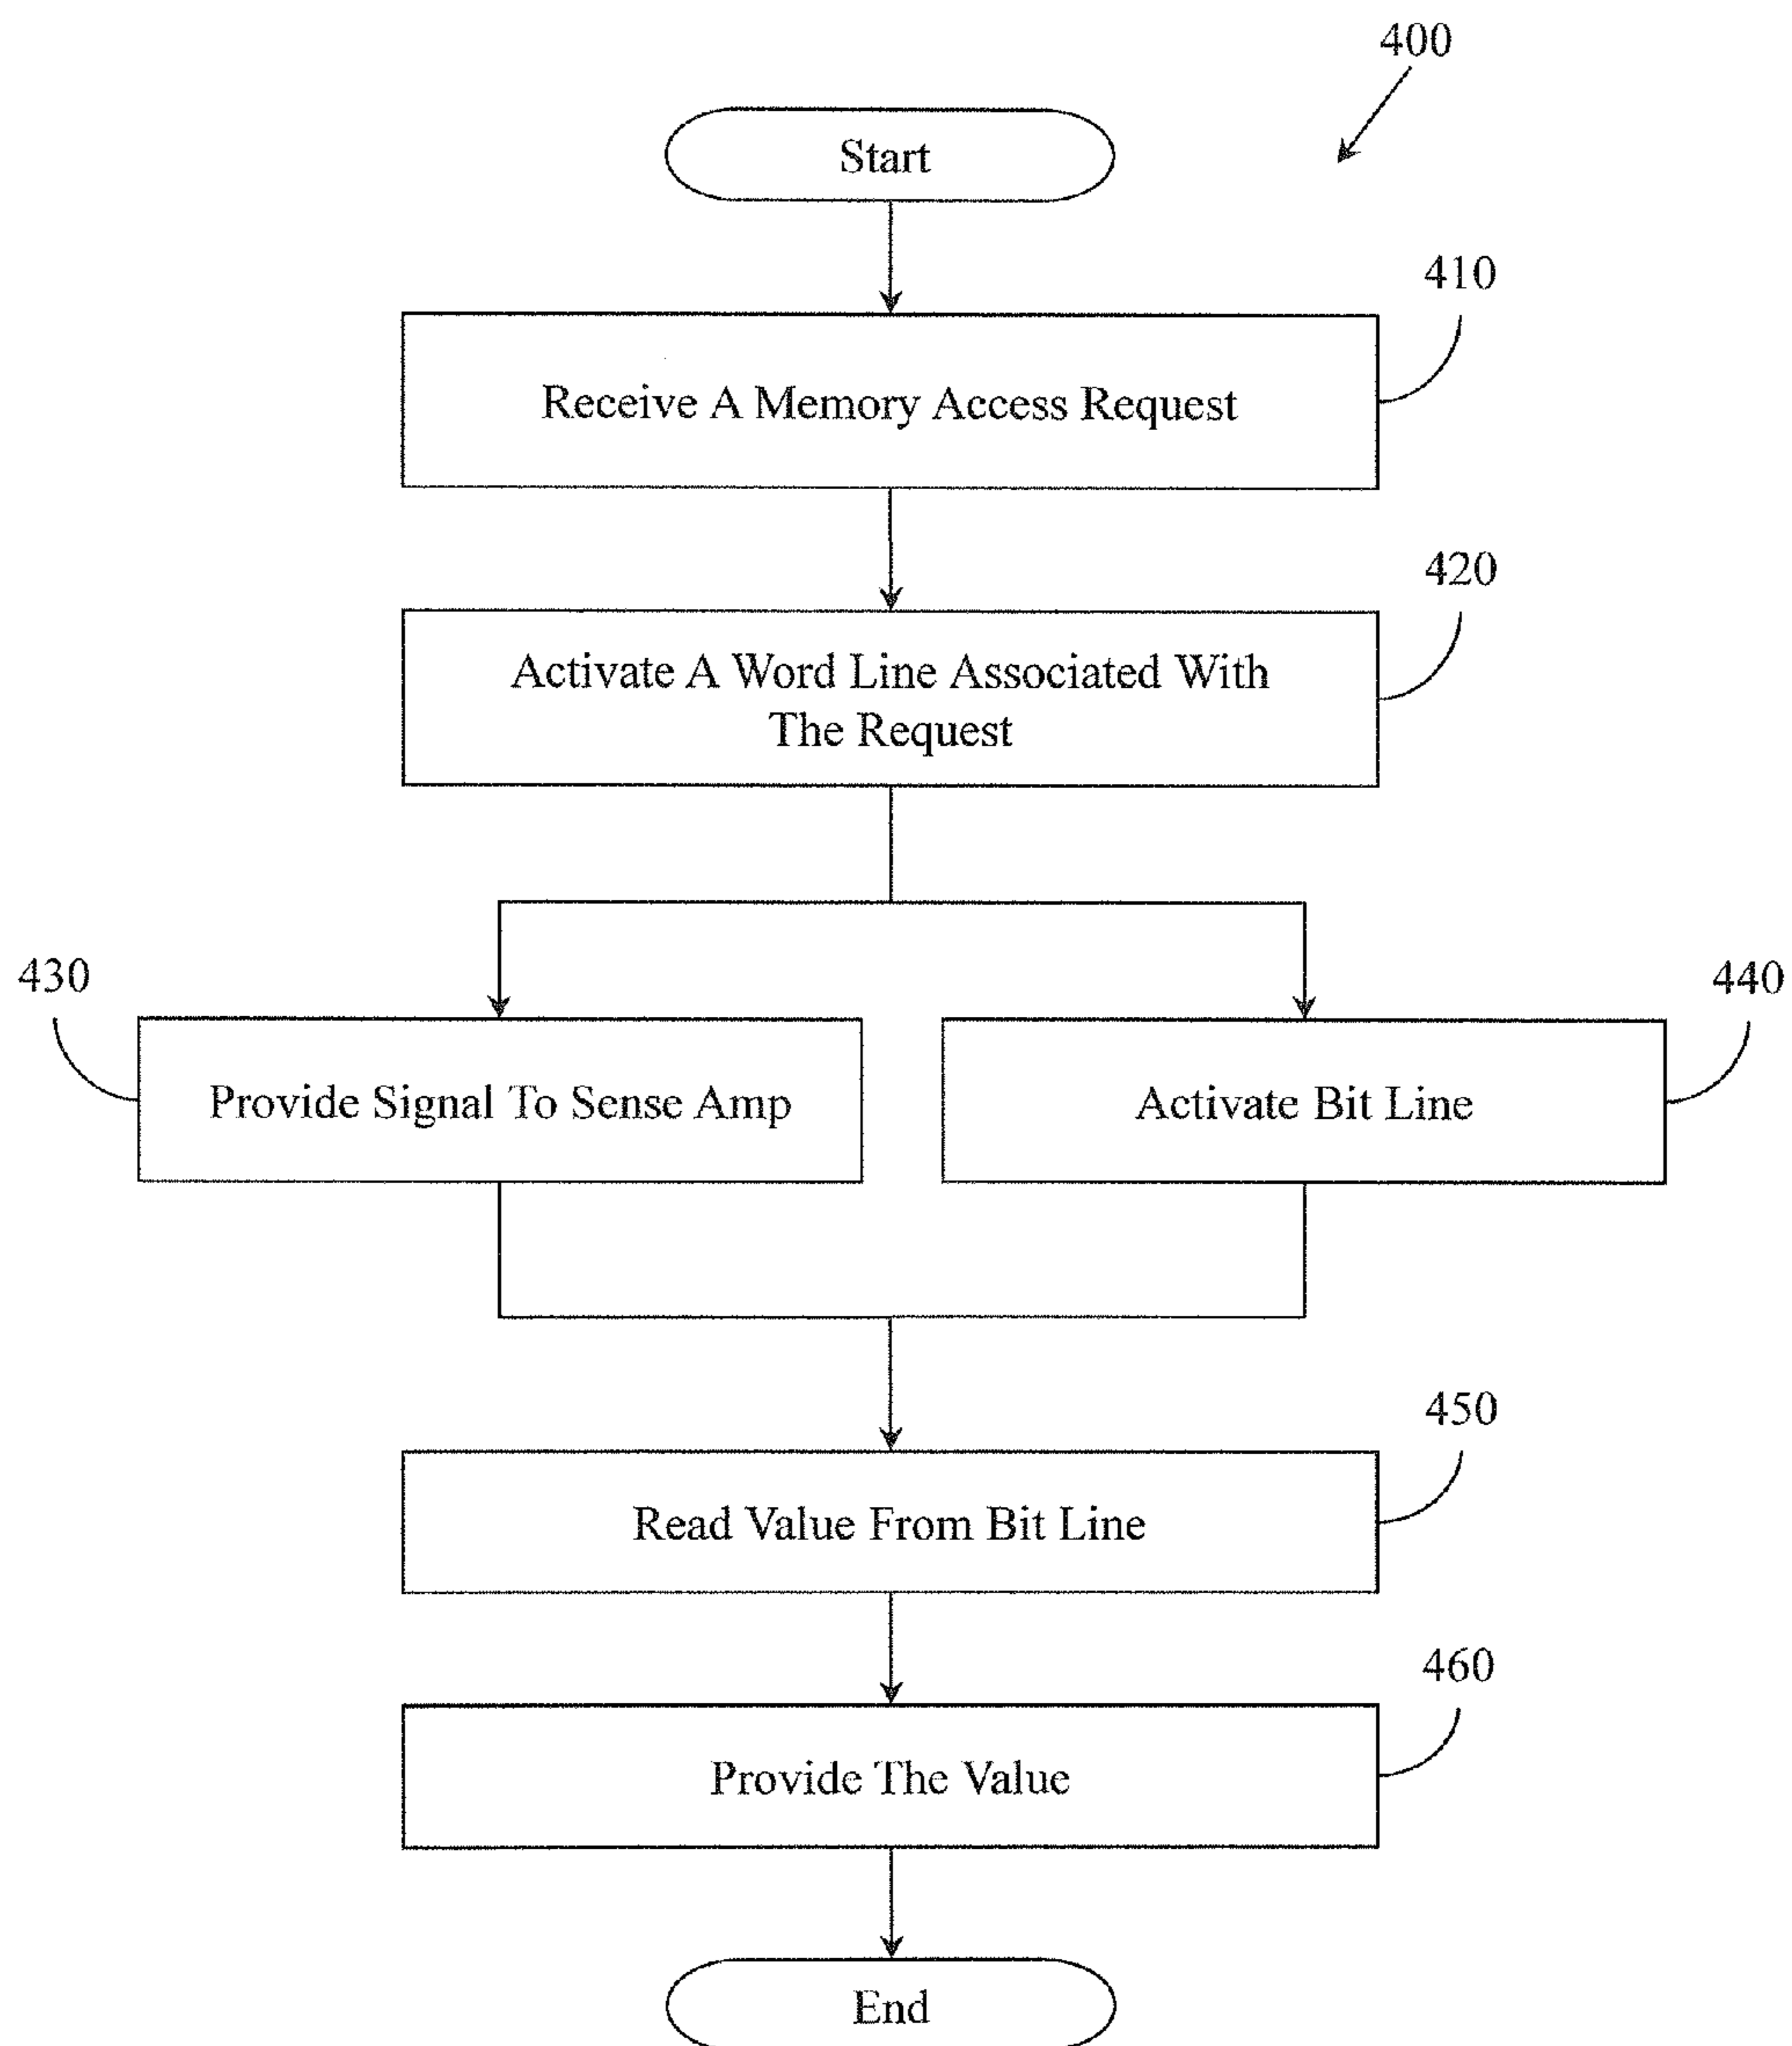 400
Start
410
Receive A Memory Access Request
420
Activate A Word Line Associated With
The Request
430
440
Provide Signal To Sense Amp
Activate Bit Line
450
Read Value From Bit Line
460
Provide The Value
End